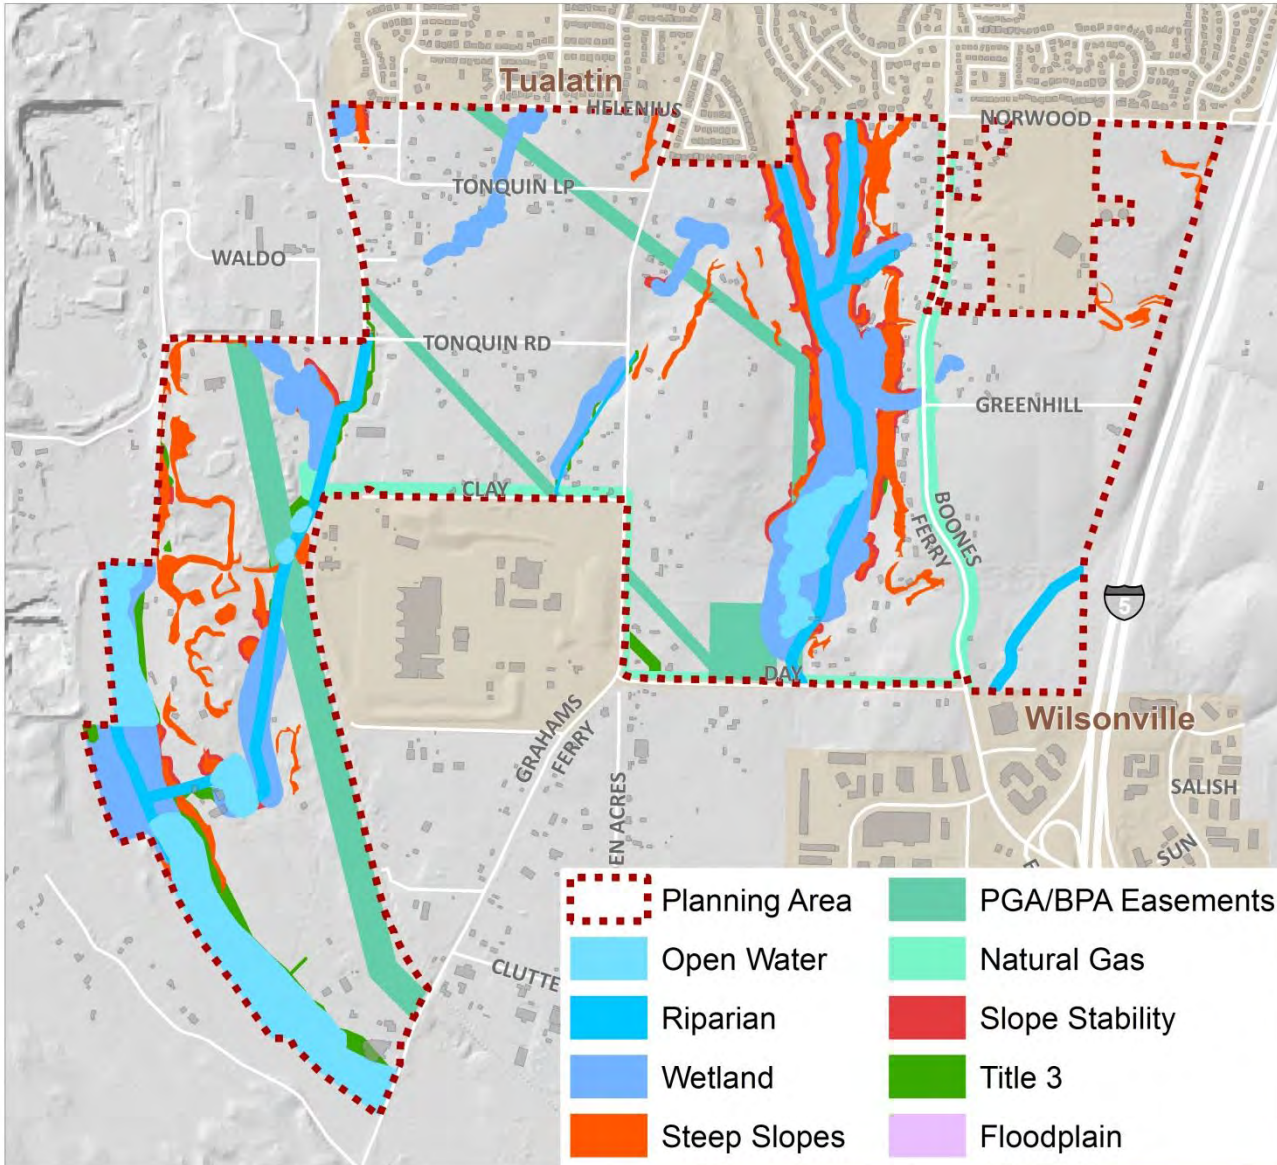 Tualatin
HELENIUS
NORWOOD
TONQUIN LP
WALDO
TONQUIN RD
GREENHILL
CLAY
BOONES
FERRY
5
DAY
Wilsonville
GRAHAMS
FERRY
SALISH
EN ACRES
SUN
CLUTTE
Planning Area
PGA/BPA Easements
Open Water
Natural Gas
Riparian
Slope Stability
Wetland
Title 3
Steep Slopes
Floodplain